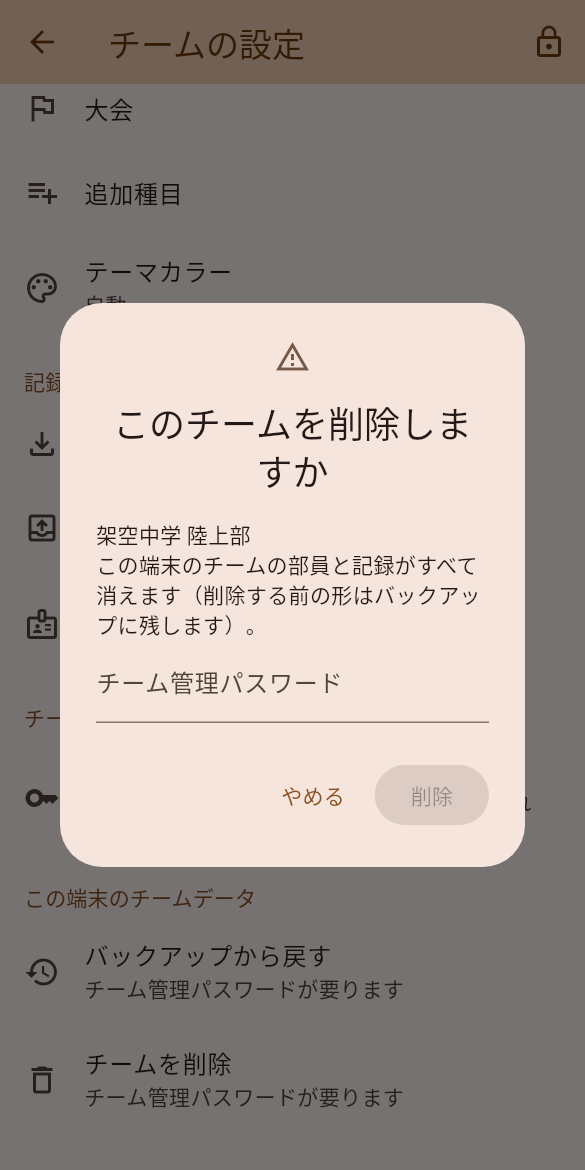 チームの設定
大会
追加種目
テーマカラー
自動
記録
このチームを削除しま
すか
架空中学 陸上部
この端末のチームの部員と記録がすべて
消えます（削除する前の形はバックアッ
プに残します）。
チーム管理パスワード
チー
やめる
削除
この端末のチームデータ
バックアップから戻す
チーム管理パスワードが要ります
チームを削除
チーム管理パスワードが要ります